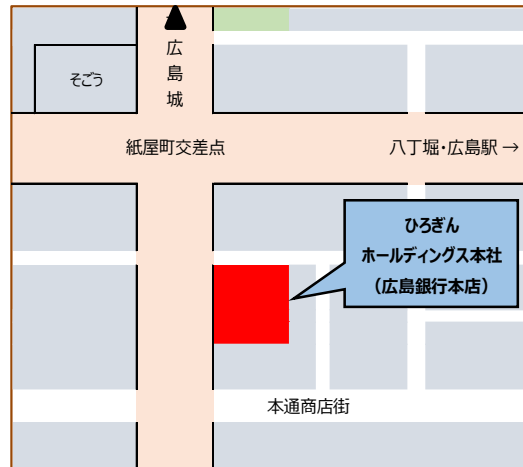 広島城
そごう
紙屋町交差点
八丁堀・広島駅 →
ひろぎん
ホールディングス本社
（広島銀行本店）
本通商店街